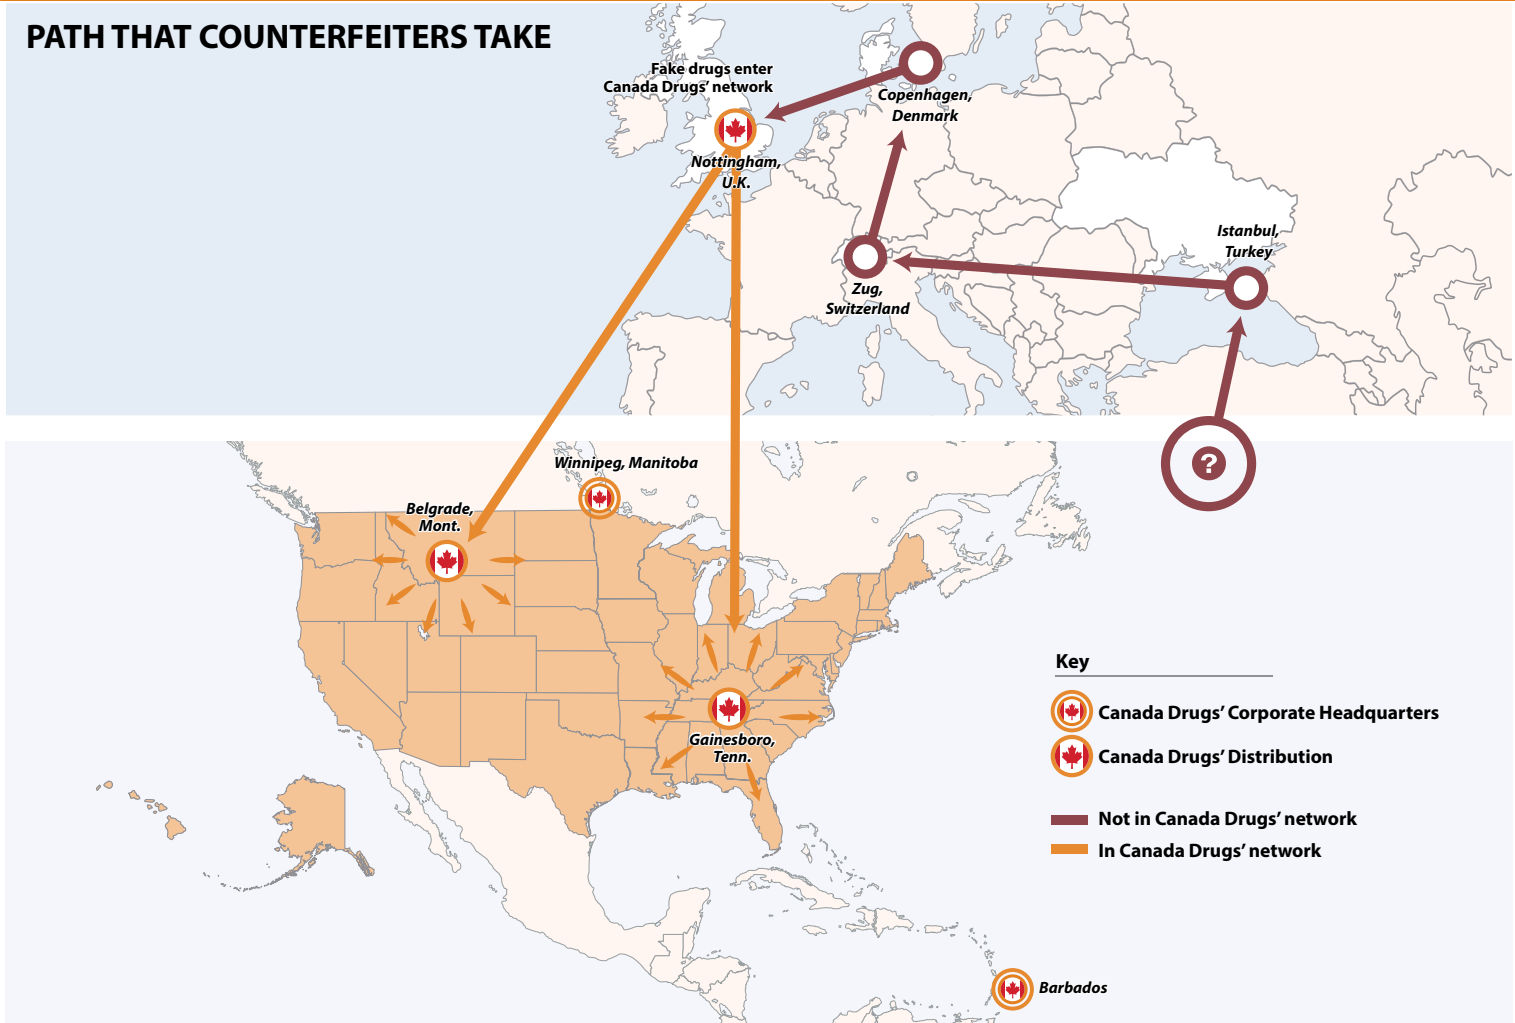 PATH THAT COUNTERFEITERS TAKE
Fake drugs enter
Canada Drugs’ network
Copenhagen,
Denmark
Nottingham,
U.K.
Istanbul,
Turkey
Zug,
Switzerland
?
Winnipeg, Manitoba
Belgrade,
Mont.
Gainesboro,
Tenn.
Key
Canada Drugs’ Corporate Headquarters
Canada Drugs’ Distribution
Not in Canada Drugs’ network
In Canada Drugs’ network
Barbados